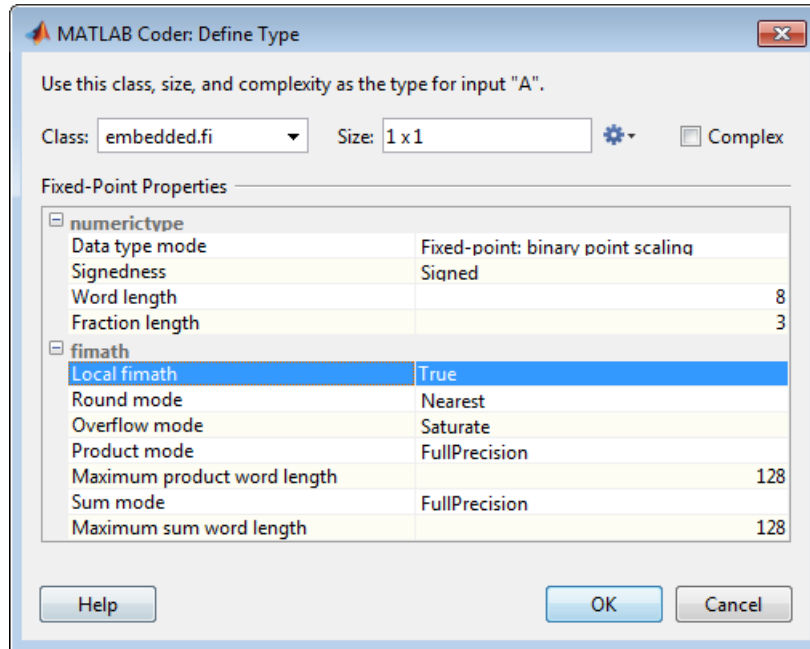 MATLAB Coder: Define Type
Use this class, size, and complexity as the type for input "A".
Class: embedded.fi Size: 1 x 1 Complex
Fixed-Point Properties
numerictype
Data type mode Fixed-point: binary point scaling
Signedness Signed
Word length 8
Fraction length 3
fimath
Local fimath True
Round mode Nearest
Overflow mode Saturate
Product mode FullPrecision
Maximum product word length 128
Sum mode FullPrecision
Maximum sum word length 128
Help OK Cancel